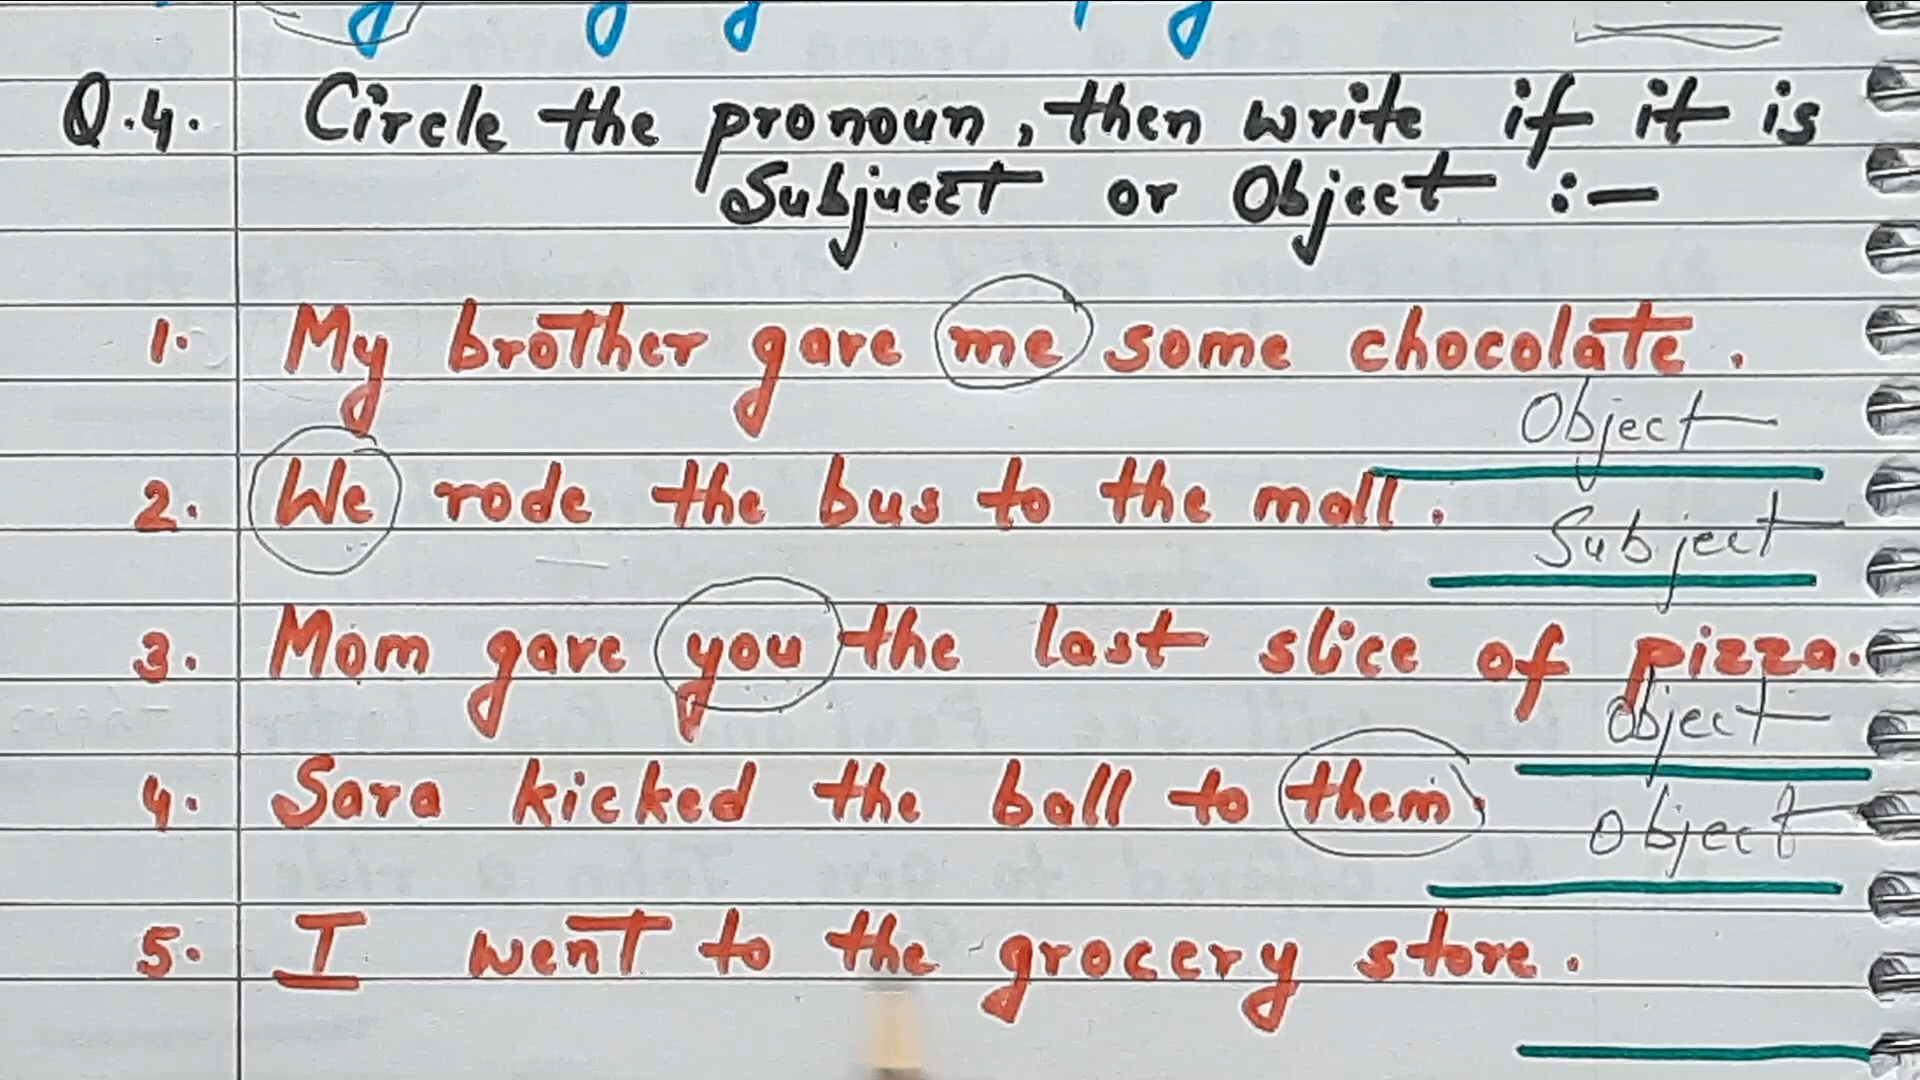 Q.4. Circle the pronoun, then write if it is
Subjuect or Object :-
1. My brother gave me some chocolate.
Object
2. We rode the bus to the mall.
Subject
3. Mom gave you the last slice of pizza.
Object
4. Sara kicked the ball to them.
Object
5. I went to the grocery store.